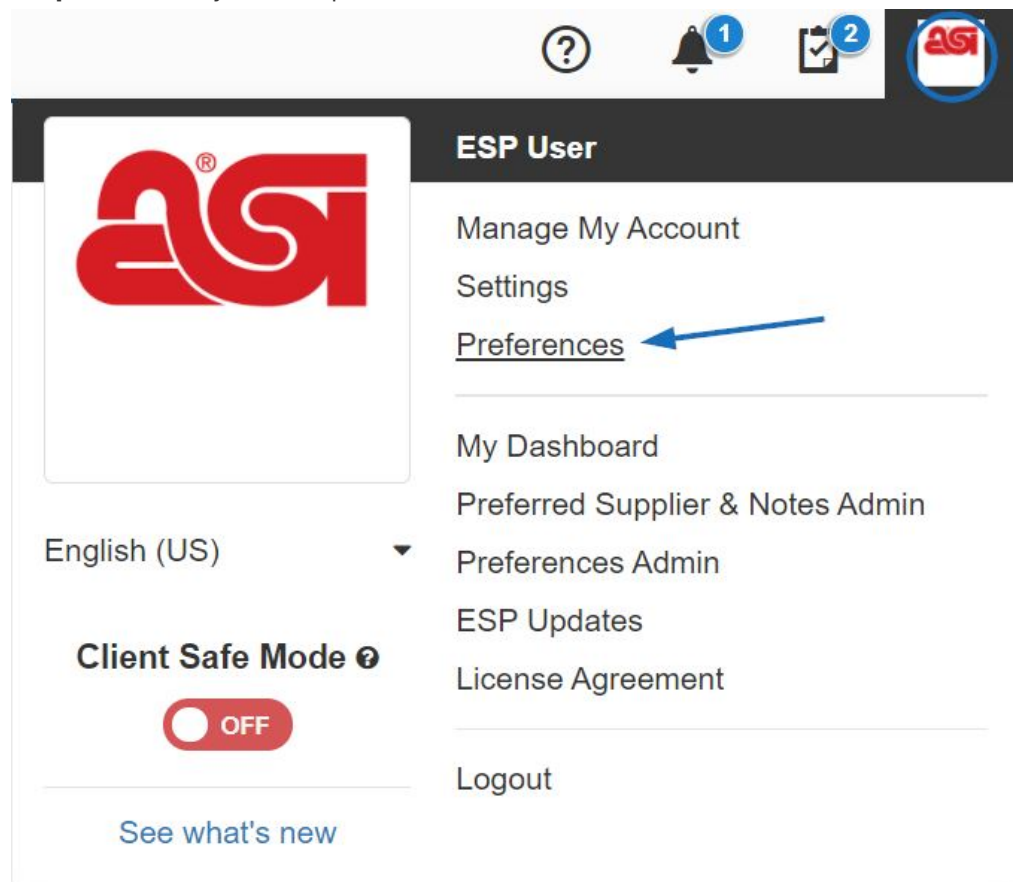 1
2
asi
ESP User
asi®
Manage My Account
Settings
Preferences
My Dashboard
Preferred Supplier & Notes Admin
English (US)
Preferences Admin
ESP Updates
Client Safe Mode ?
License Agreement
OFF
Logout
See what's new